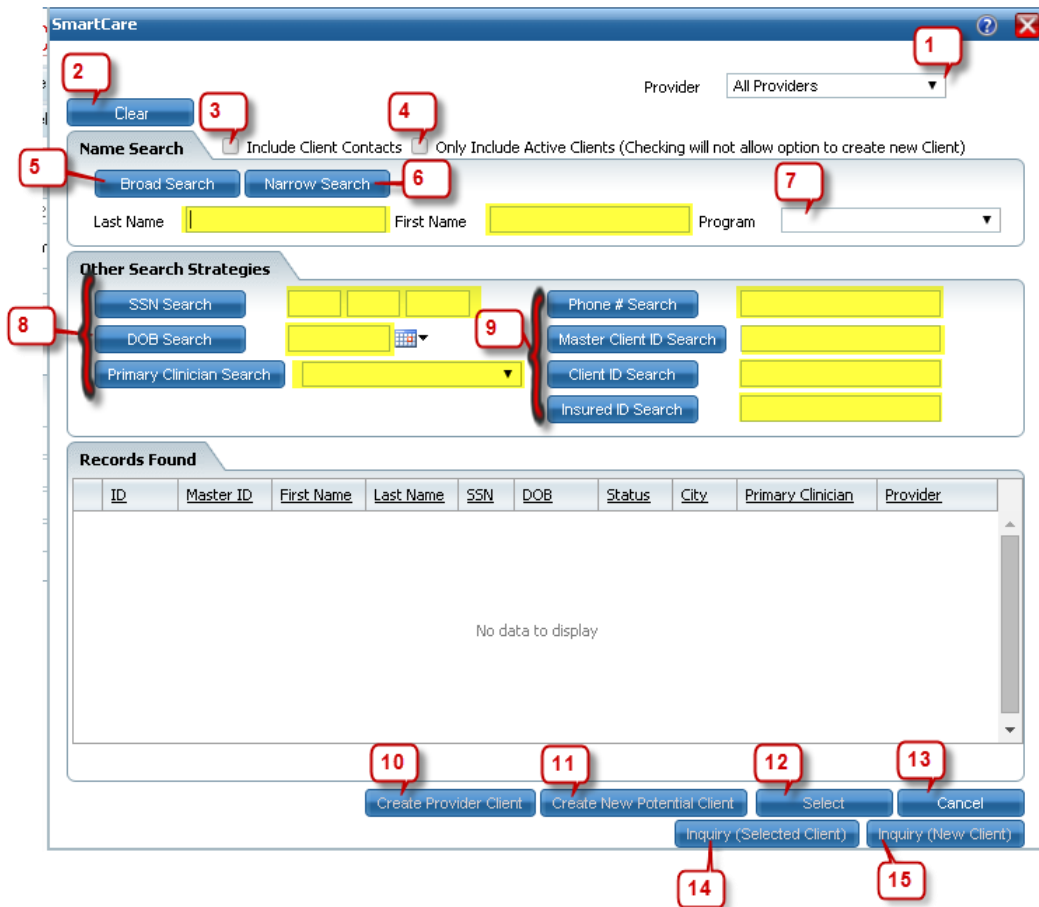 SmartCare
1
2
Provider All Providers
Clear
3
4
Name Search Include Client Contacts Only Include Active Clients (Checking will not allow option to create new Client)
5
Broad Search Narrow Search
6
7
Last Name First Name Program
Other Search Strategies
8
SSN Search
DOB Search
Primary Clinician Search
9
Phone # Search
Master Client ID Search
Client ID Search
Insured ID Search
Records Found
ID Master ID First Name Last Name SSN DOB Status City Primary Clinician Provider
No data to display
10
11
12
13
Create Provider Client Create New Potential Client Select Cancel
Inquiry (Selected Client) Inquiry (New Client)
14
15